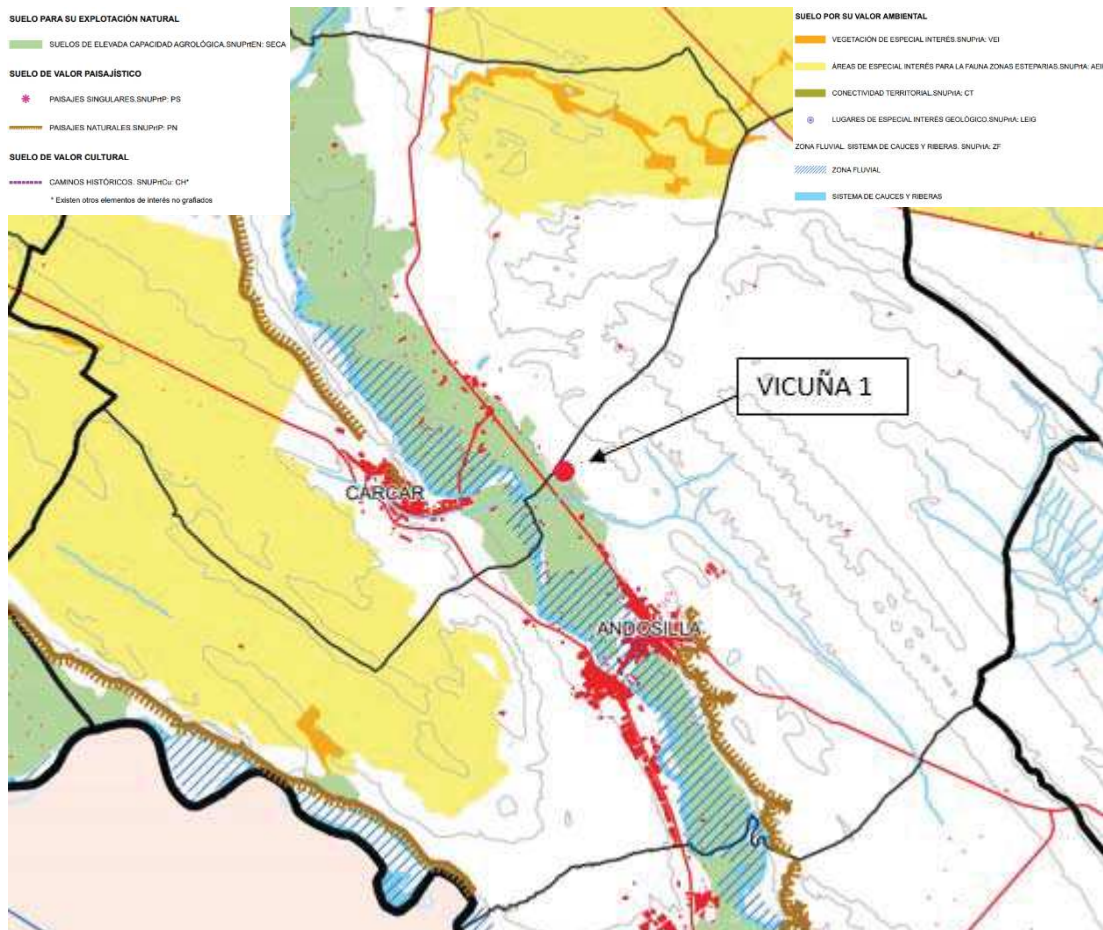 SUELO PARA SU EXPLOTACIÓN NATURAL
SUELOS DE ELEVADA CAPACIDAD AGROLÓGICA.SNUPrtEN: SECA
SUELO DE VALOR PAISAJÍSTICO
PAISAJES SINGULARES.SNUPrtP: PS
PAISAJES NATURALES.SNUPrtP: PN
SUELO DE VALOR CULTURAL
CAMINOS HISTÓRICOS. SNUPrtCu: CH*
* Existen otros elementos de interés no grafiados
SUELO POR SU VALOR AMBIENTAL
VEGETACIÓN DE ESPECIAL INTERÉS.SNUPrtA: VEI
ÁREAS DE ESPECIAL INTERÉS PARA LA FAUNA ZONAS ESTEPARIAS.SNUPrtA: AEIF
CONECTIVIDAD TERRITORIAL.SNUPrtA: CT
LUGARES DE ESPECIAL INTERÉS GEOLÓGICO.SNUPrtA: LEIG
ZONA FLUVIAL. SISTEMA DE CAUCES Y RIBERAS. SNUPrtA: ZF
ZONA FLUVIAL
SISTEMA DE CAUCES Y RIBERAS
VICUÑA 1
CARCAR
ANDOSILLA